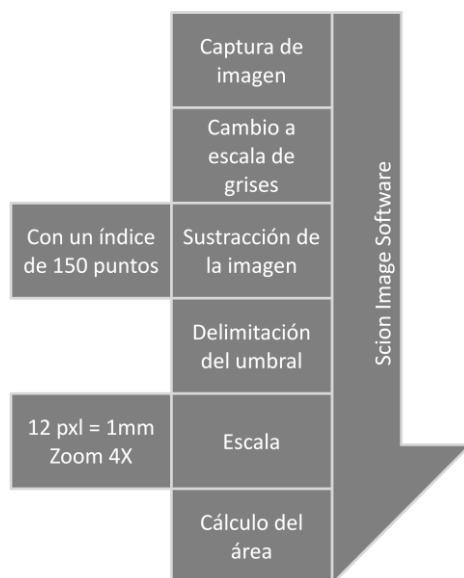 Captura de
imagen
Cambio a
escala de
grises
Con un índice
de 150 puntos
Sustracción de
la imagen
Delimitación
del umbral
12 pxl = 1mm
Zoom 4X
Escala
Cálculo del
área
Scion Image Software